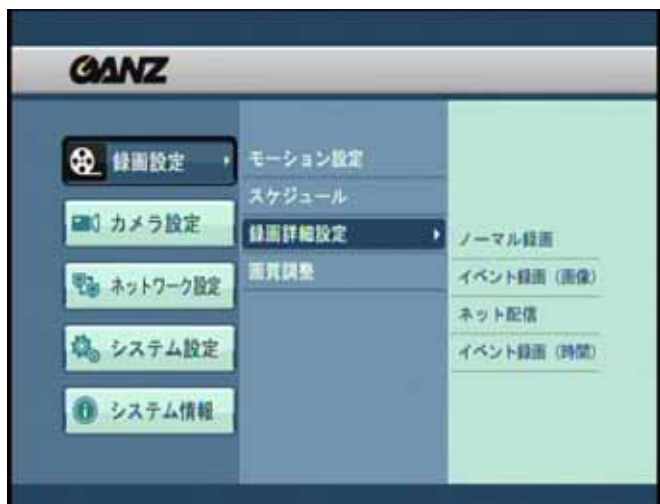 GANZ
録画設定
カメラ設定
ネットワーク設定
システム設定
システム情報
モーション設定
スケジュール
録画詳細設定
画質調整
ノーマル録画
イベント録画（画像）
ネット配信
イベント録画（時間）